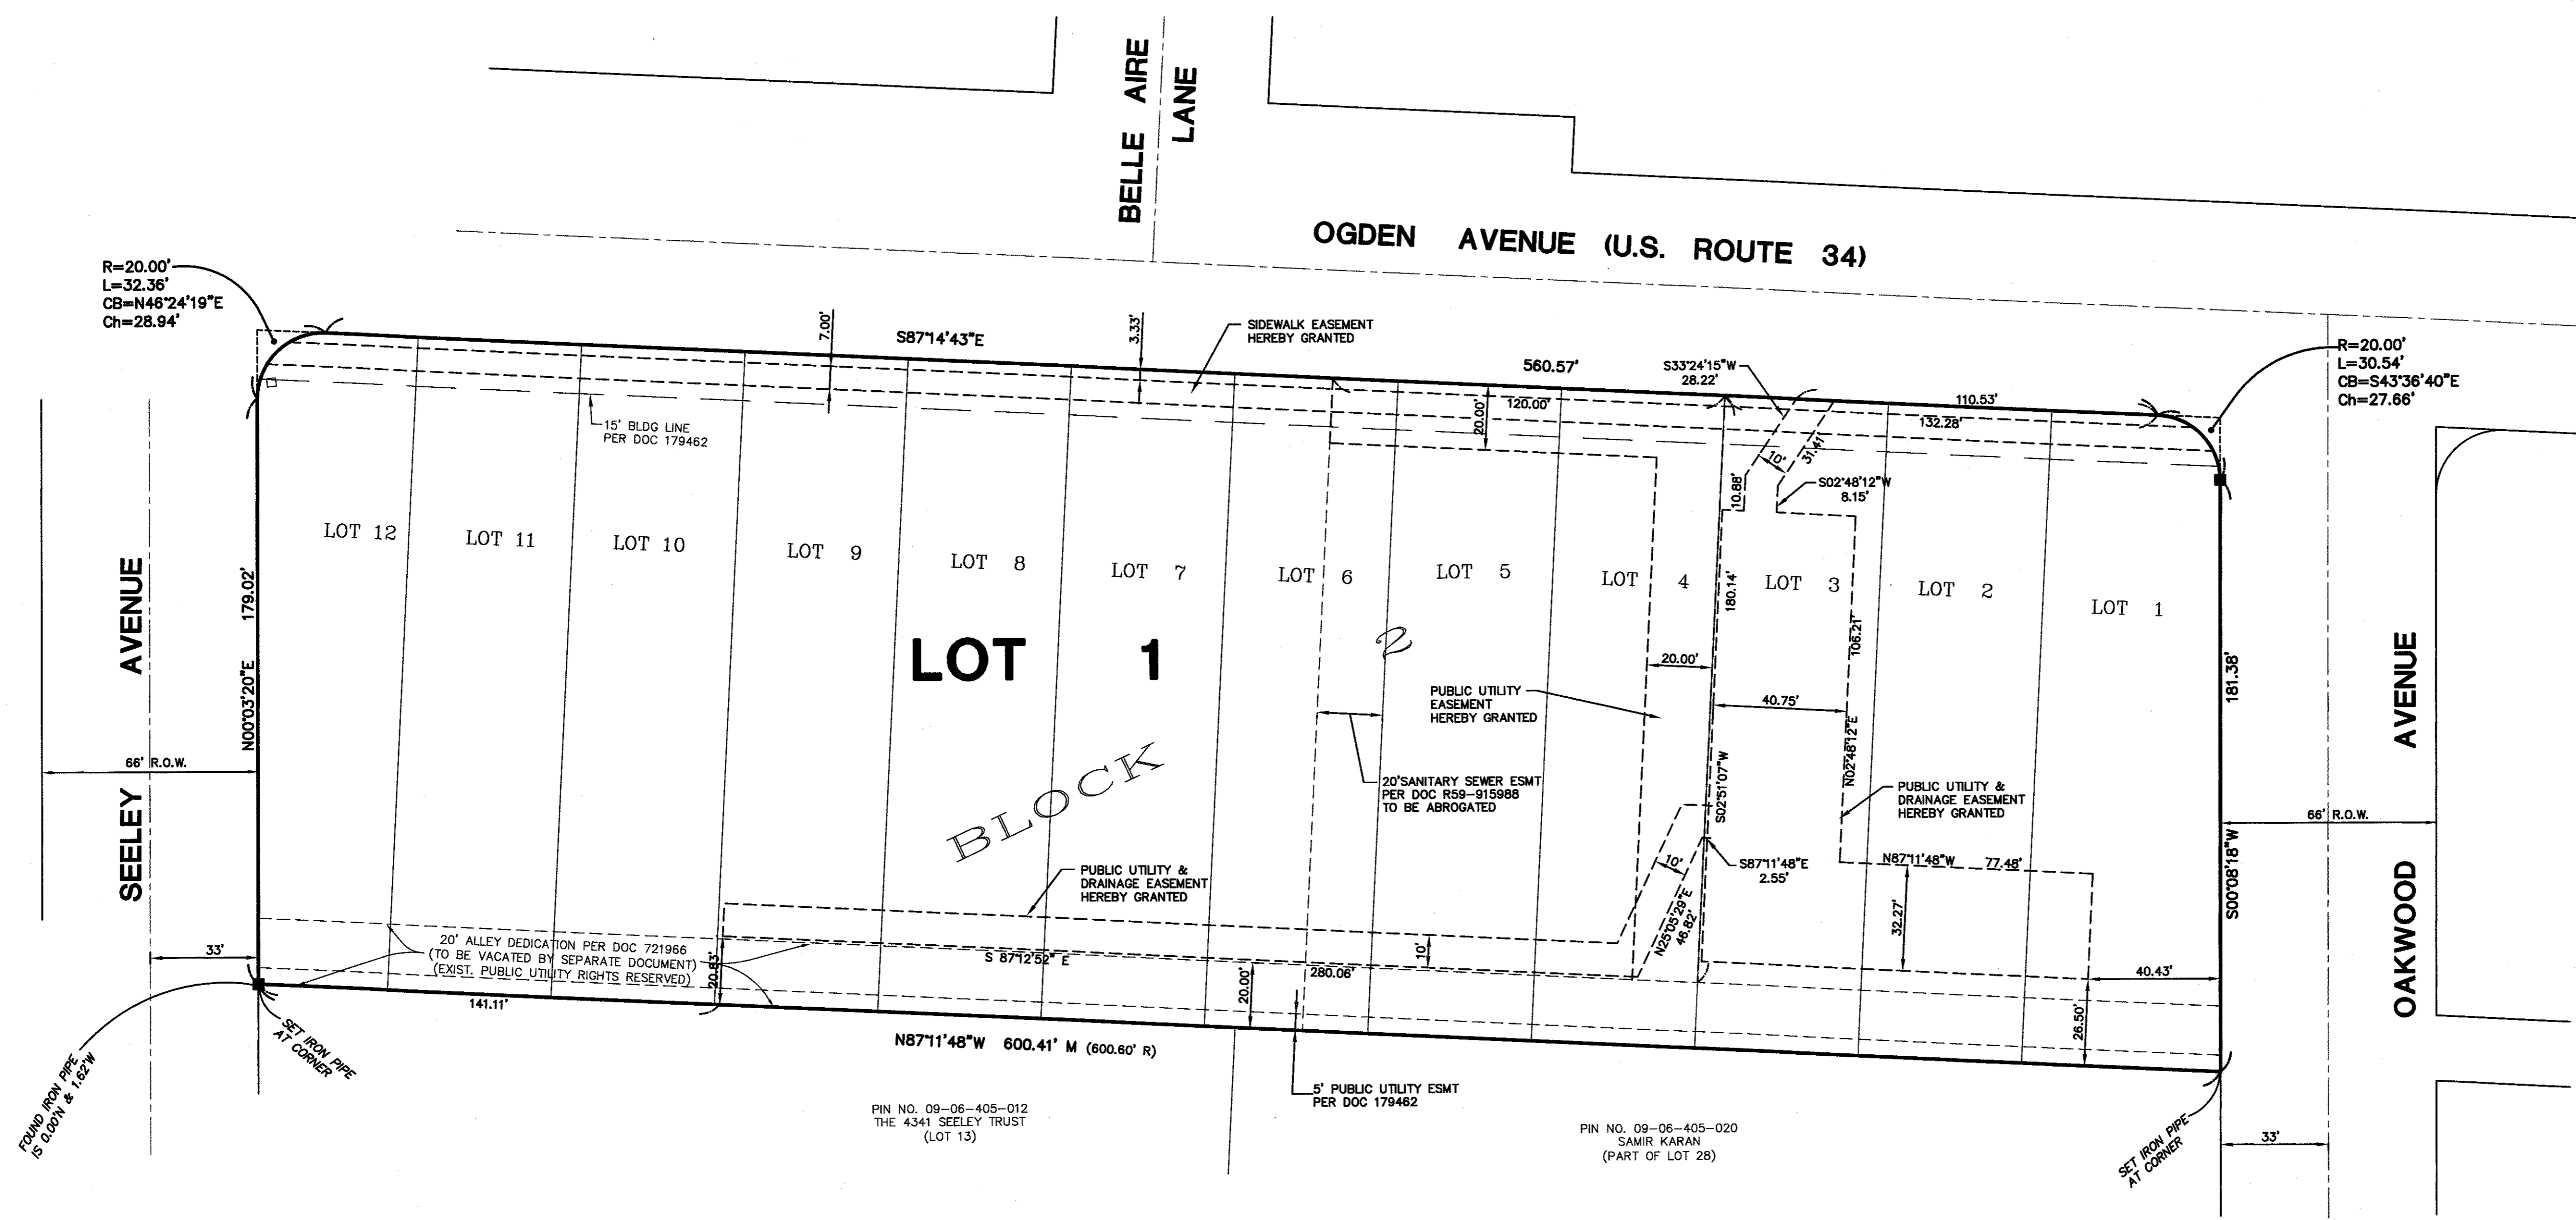 BELLE AIRE
LANE
OGDEN AVENUE (U.S. ROUTE 34)
R=20.00'
L=32.36'
CB=N46°24'19"E
Ch=28.94'
R=20.00'
L=30.54'
CB=S43°36'40"E
Ch=27.66'
7.00'
S87°14'43"E
3.33'
SIDEWALK EASEMENT
HEREBY GRANTED
560.57'
S33°24'15"W
28.22'
110.53'
132.28'
120.00'
20.00'
15' BLDG LINE
PER DOC 179462
10'
31.41'
10.88'
S02°48'12"W
8.15'
LOT 12
LOT 11
LOT 10
LOT 9
LOT 8
LOT 7
LOT 6
LOT 5
LOT 4
LOT 3
LOT 2
LOT 1
SEELEY AVENUE
179.02'
N00°03'20"E
66' R.O.W.
33'
LOT 1
BLOCK 2
180.14'
106.21'
20.00'
40.75'
PUBLIC UTILITY
EASEMENT
HEREBY GRANTED
S02°51'07"W
N02°48'12"E
20'SANITARY SEWER ESMT
PER DOC R59-915988
TO BE ABROGATED
PUBLIC UTILITY &
DRAINAGE EASEMENT
HEREBY GRANTED
181.38'
S00°08'18"W
OAKWOOD AVENUE
66' R.O.W.
PUBLIC UTILITY &
DRAINAGE EASEMENT
HEREBY GRANTED
10'
S87°11'48"E
2.55'
N87°11'48"W 77.48'
32.27'
N25°05'29"E
46.82'
20' ALLEY DEDICATION PER DOC 721966
(TO BE VACATED BY SEPARATE DOCUMENT)
(EXIST. PUBLIC UTILITY RIGHTS RESERVED)
20.83'
S 87°12'52" E
280.06'
10'
20.00'
40.43'
26.50'
141.11'
N87°11'48"W 600.41' M (600.60' R)
SET IRON PIPE
AT CORNER
FOUND IRON PIPE
IS 0.00'N & 1.62'W
5' PUBLIC UTILITY ESMT
PER DOC 179462
PIN NO. 09-06-405-012
THE 4341 SEELEY TRUST
(LOT 13)
PIN NO. 09-06-405-020
SAMIR KARAN
(PART OF LOT 28)
SET IRON PIPE
AT CORNER
33'